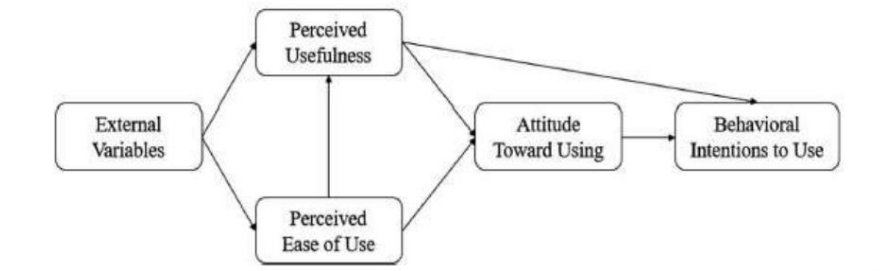 Perceived
Usefulness
External
Variables
Attitude
Toward Using
Behavioral
Intentions to Use
Perceived
Ease of Use